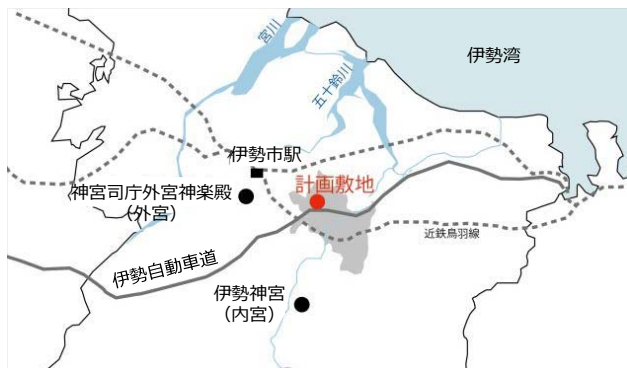 宮川
五十鈴川
伊勢湾
伊勢市駅
計画敷地
神宮司庁外宮神楽殿
（外宮）
近鉄鳥羽線
伊勢自動車道
伊勢神宮
（内宮）